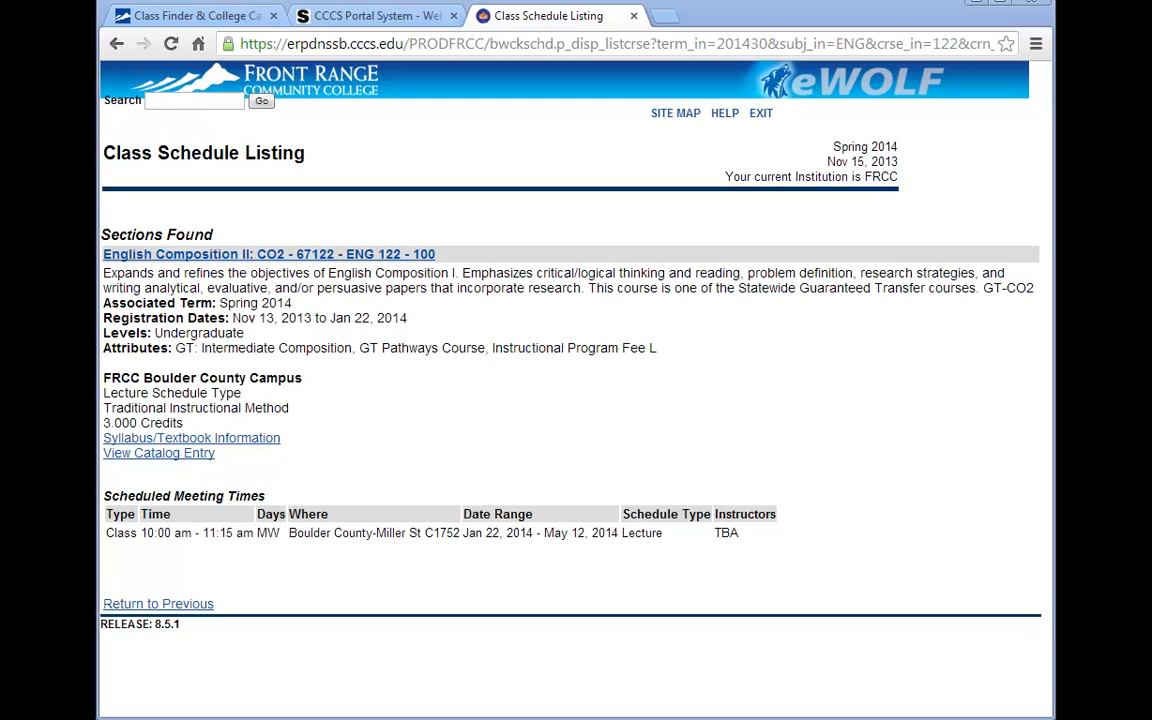 Class Finder & College Ca
CCCS Portal System - Wel
Class Schedule Listing
https://erpdnssb.cccs.edu/PRODFRCC/bwckschd.p_disp_listcrse?term_in=201430&subj_in=ENG&crse_in=122&crn_
FRONT RANGE
COMMUNITY COLLEGE
eWOLF
Search Go
SITE MAP HELP EXIT
Class Schedule Listing
Spring 2014
Nov 15, 2013
Your current Institution is FRCC
Sections Found
English Composition II: CO2 - 67122 - ENG 122 - 100
Expands and refines the objectives of English Composition I. Emphasizes critical/logical thinking and reading, problem definition, research strategies, and
writing analytical, evaluative, and/or persuasive papers that incorporate research. This course is one of the Statewide Guaranteed Transfer courses. GT-CO2
Associated Term: Spring 2014
Registration Dates: Nov 13, 2013 to Jan 22, 2014
Levels: Undergraduate
Attributes: GT: Intermediate Composition, GT Pathways Course, Instructional Program Fee L
FRCC Boulder County Campus
Lecture Schedule Type
Traditional Instructional Method
3.000 Credits
Syllabus/Textbook Information
View Catalog Entry
Scheduled Meeting Times
Type Time Days Where Date Range Schedule Type Instructors
Class 10:00 am - 11:15 am MW Boulder County-Miller St C1752 Jan 22, 2014 - May 12, 2014 Lecture TBA
Return to Previous
RELEASE: 8.5.1